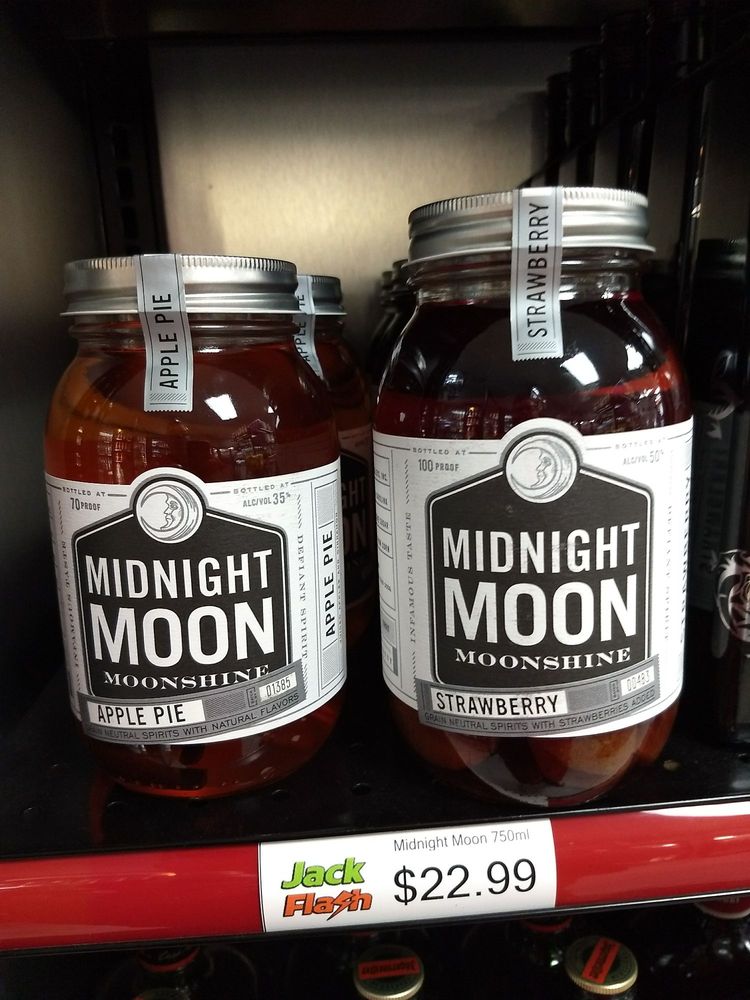 APPLE PIE
BOTTLED AT
70 PROOF
BOTTLED AT
ALC/VOL 35%
INFAMOUS TASTE
MIDNIGHT
MOON
MOONSHINE
DEFIANT SPIRIT
APPLE PIE
01385
APPLE PIE
GRAIN NEUTRAL SPIRITS WITH NATURAL FLAVORS
STRAWBERRY
BOTTLED AT
100 PROOF
BOTTLED AT
ALC/VOL 50%
INFAMOUS TASTE
MIDNIGHT
MOON
MOONSHINE
STRAWBERRY
GRAIN NEUTRAL SPIRITS WITH STRAWBERRIES ADDED
Midnight Moon 750ml
Jack
Flash
$22.99